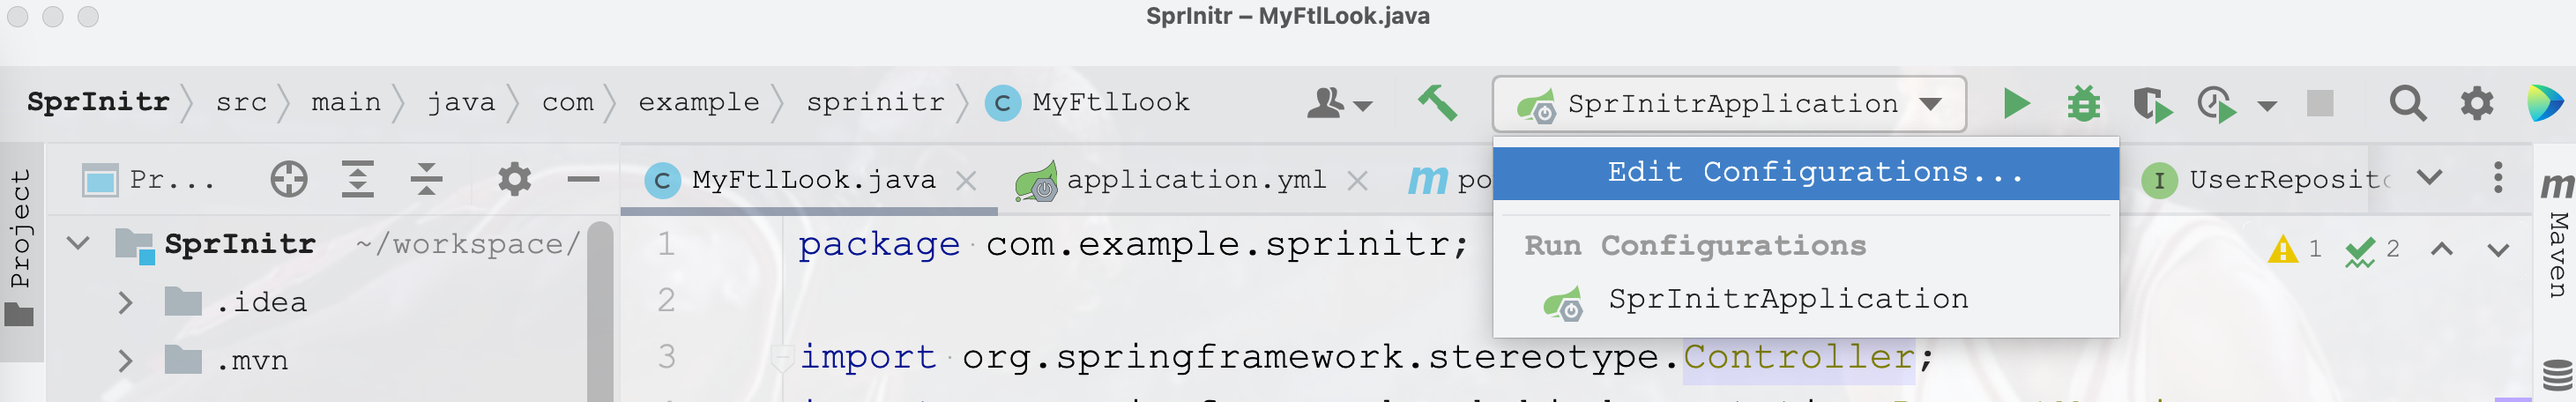 SprInitr – MyFtlLook.java
SprInitr src main java com example sprinitr C MyFtlLook SprInitrApplication
Project
Pr... C MyFtlLook.java application.yml m po I UserReposit
Edit Configurations...
Run Configurations
SprInitrApplication
SprInitr ~/workspace/
.idea
.mvn
1 package com.example.sprinitr;
2
3 import org.springframework.stereotype.Controller;
1 2
m Maven